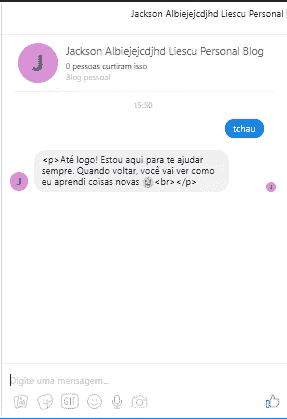 Jackson Albiejejcdjhd Liescu Personal
J
Jackson Albiejejcdjhd Liescu Personal Blog
0 pessoas curtiram isso
Blog pessoal
15:50
tchau
<p>Até logo! Estou aqui para te ajudar
sempre. Quando voltar, você vai ver como
eu aprendi coisas novas <br></p>
J
J
Digite uma mensagem...
GIF